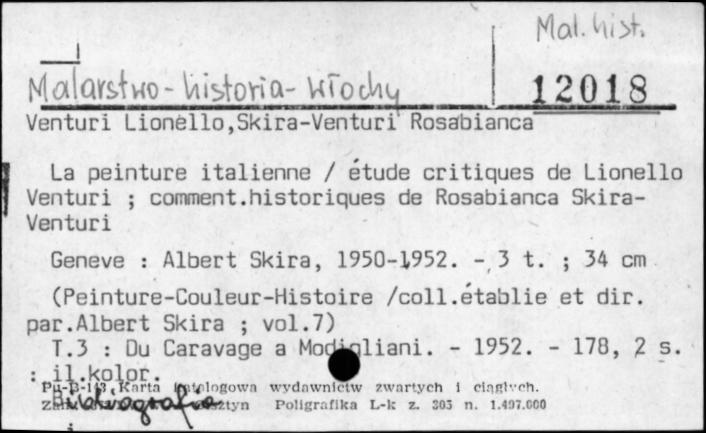 Mal. hist.
Malarstwo - historia - Włochy
12018
Venturi Lionello,Skira-Venturi Rosabianca
La peinture italienne / étude critiques de Lionello
Venturi ; comment.historiques de Rosabianca Skira-
Venturi
Geneve : Albert Skira, 1950-1952. - 3 t. ; 34 cm
(Peinture-Couleur-Histoire /coll.établie et dir.
par.Albert Skira ; vol.7)
T.3 : Du Caravage a Modigliani. - 1952. - 178, 2 s.
: il.kolor.
Pu-B-143 Karta katalogowa wydawnictw zwartych i ciągłych.
Bibliografia
Poligrafika L-k z. 303 n. 1.497.000